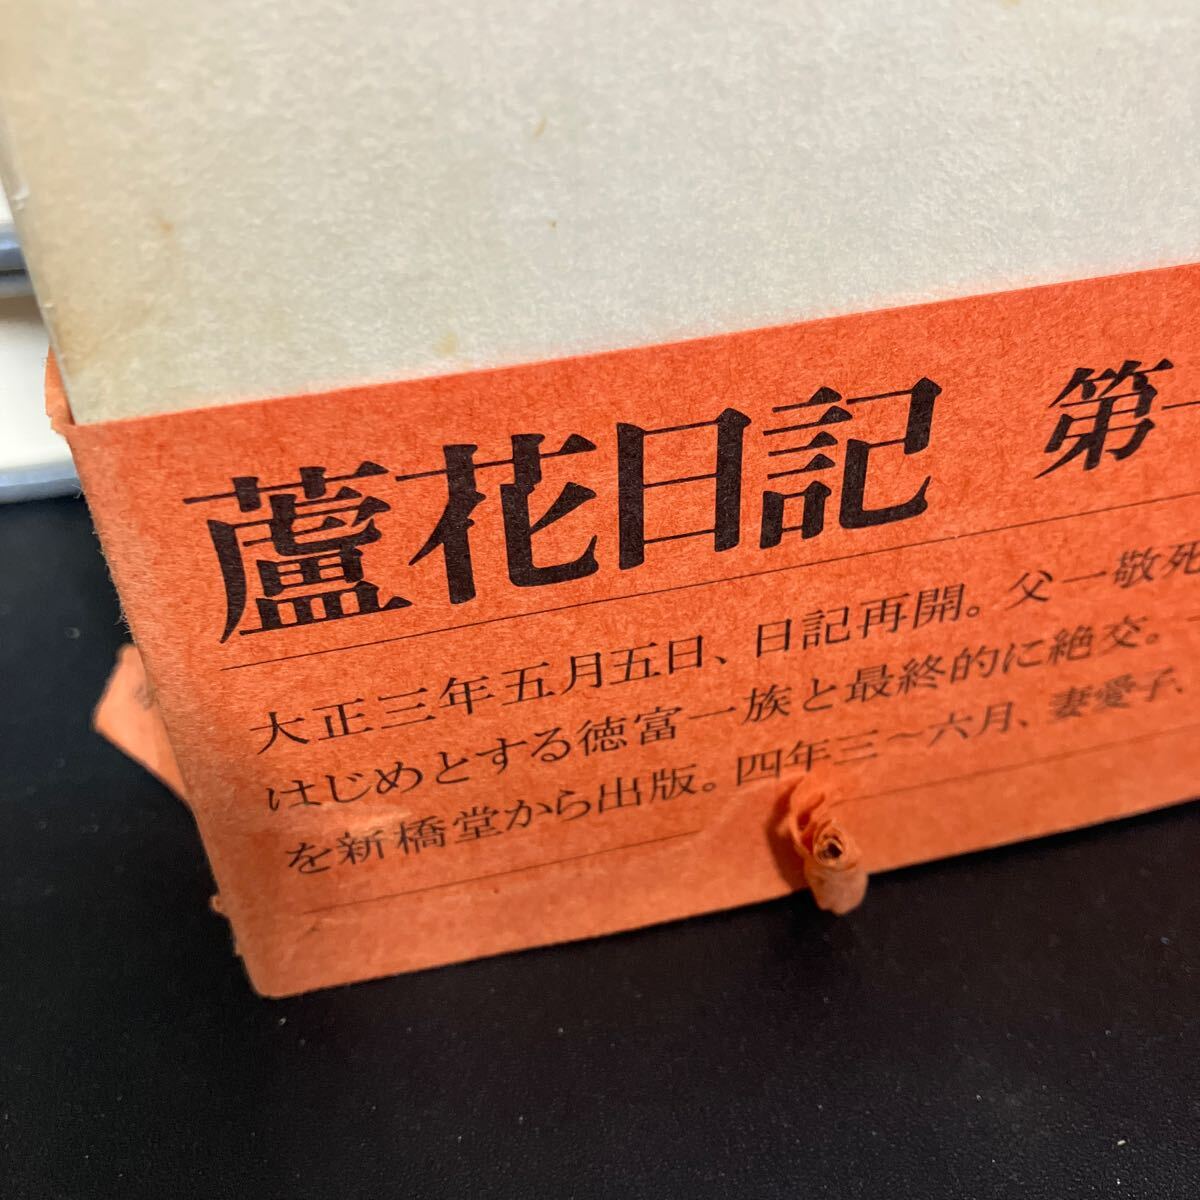 蘆花日記 第一
大正三年五月五日、日記再開。父一敬死
はじめとする徳富一族と最終的に絶交。
を新橋堂から出版。四年三〜六月、妻愛子、